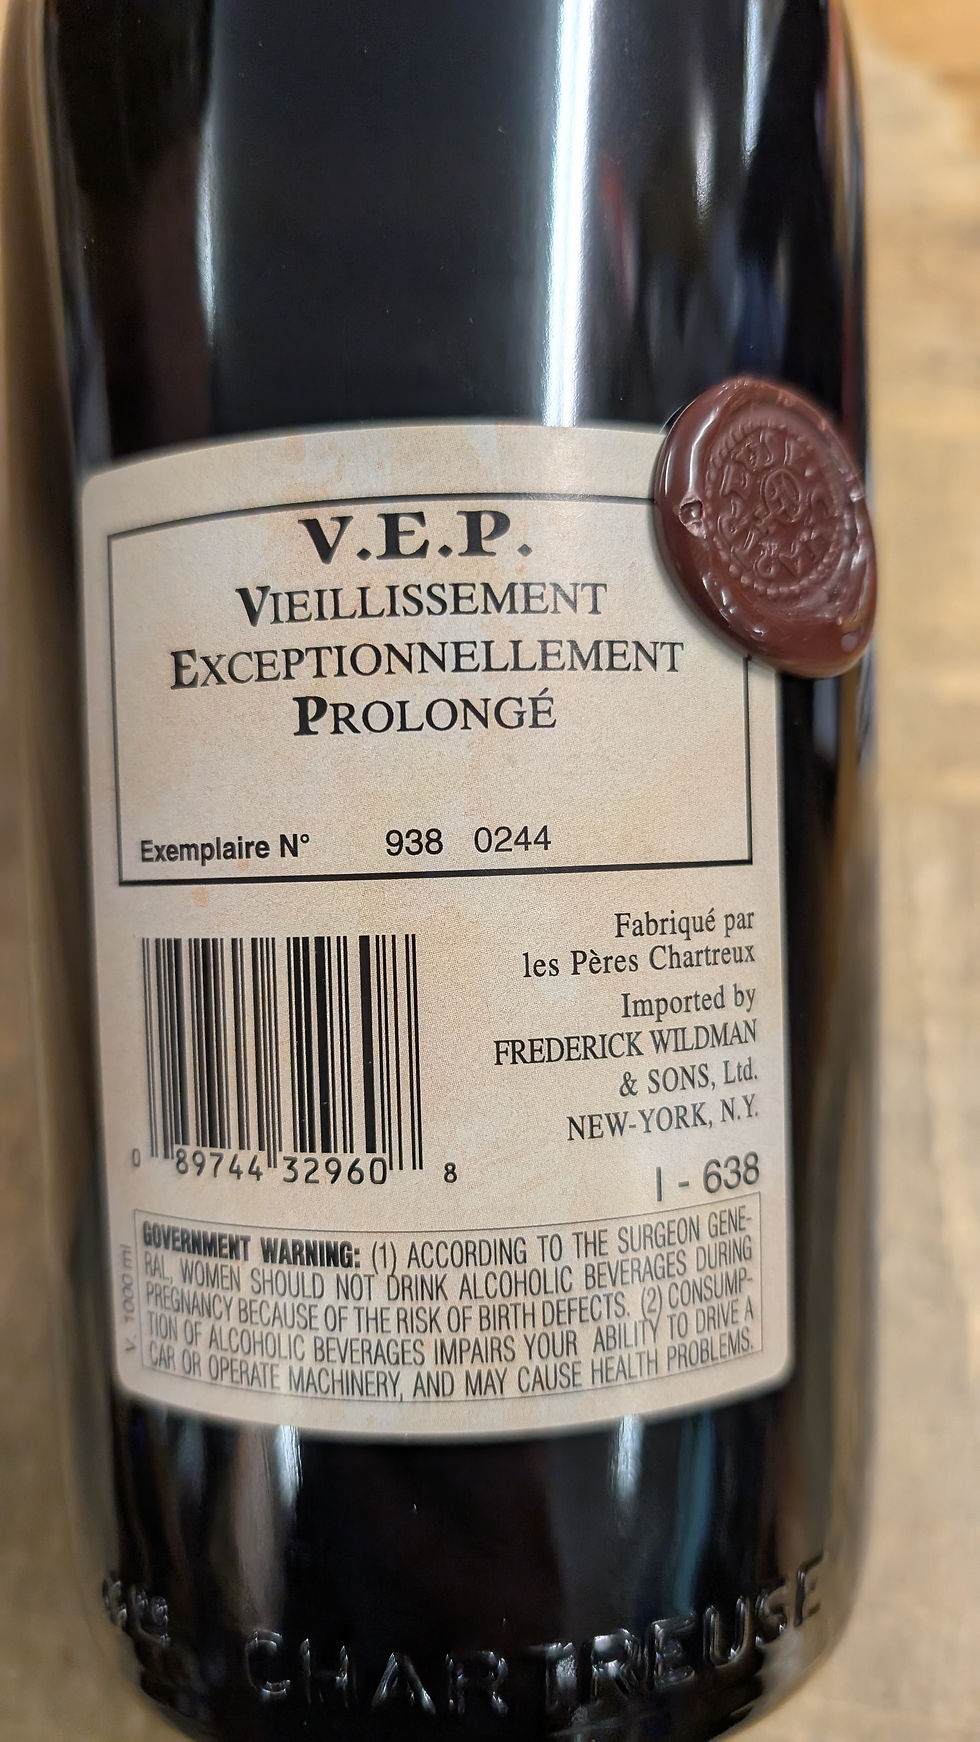 V.E.P.
VIEILLISSEMENT
EXCEPTIONNELLEMENT
PROLONGÉ
Exemplaire N° 938 0244
Fabriqué par
les Pères Chartreux
Imported by
FREDERICK WILDMAN
& SONS, Ltd.
NEW-YORK, N.Y.
0 89744 32960 8
| - 638
V. 1000 ml
GOVERNMENT WARNING: (1) ACCORDING TO THE SURGEON GENE-
RAL, WOMEN SHOULD NOT DRINK ALCOHOLIC BEVERAGES DURING
PREGNANCY BECAUSE OF THE RISK OF BIRTH DEFECTS. (2) CONSUMP-
TION OF ALCOHOLIC BEVERAGES IMPAIRS YOUR ABILITY TO DRIVE A
CAR OR OPERATE MACHINERY, AND MAY CAUSE HEALTH PROBLEMS.
CHARTREUSE